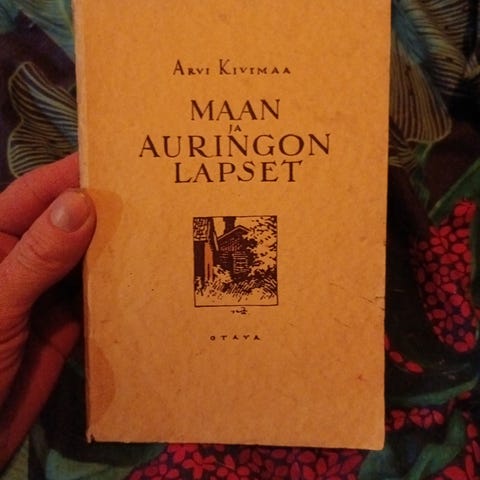 ARVI KIVIMAA
MAAN
JA
AURINGON
LAPSET
OTAVA